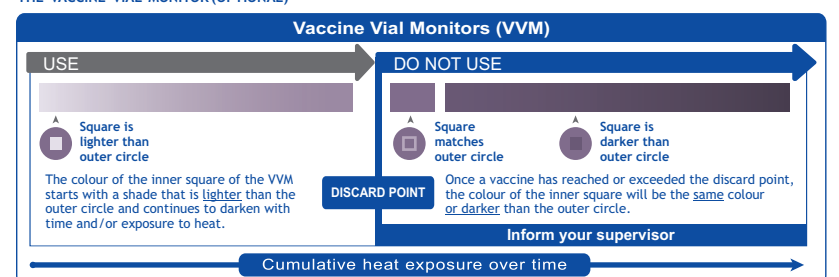 THE VACCINE VIAL MONITOR (OPTIONAL)
Vaccine Vial Monitors (VVM)
USE
Square is
lighter than
outer circle
The colour of the inner square of the VVM
starts with a shade that is lighter than the
outer circle and continues to darken with
time and/or exposure to heat.
DISCARD POINT
DO NOT USE
Square
matches
outer circle
Square is
darker than
outer circle
Once a vaccine has reached or exceeded the discard point,
the colour of the inner square will be the same colour
or darker than the outer circle.
Inform your supervisor
Cumulative heat exposure over time